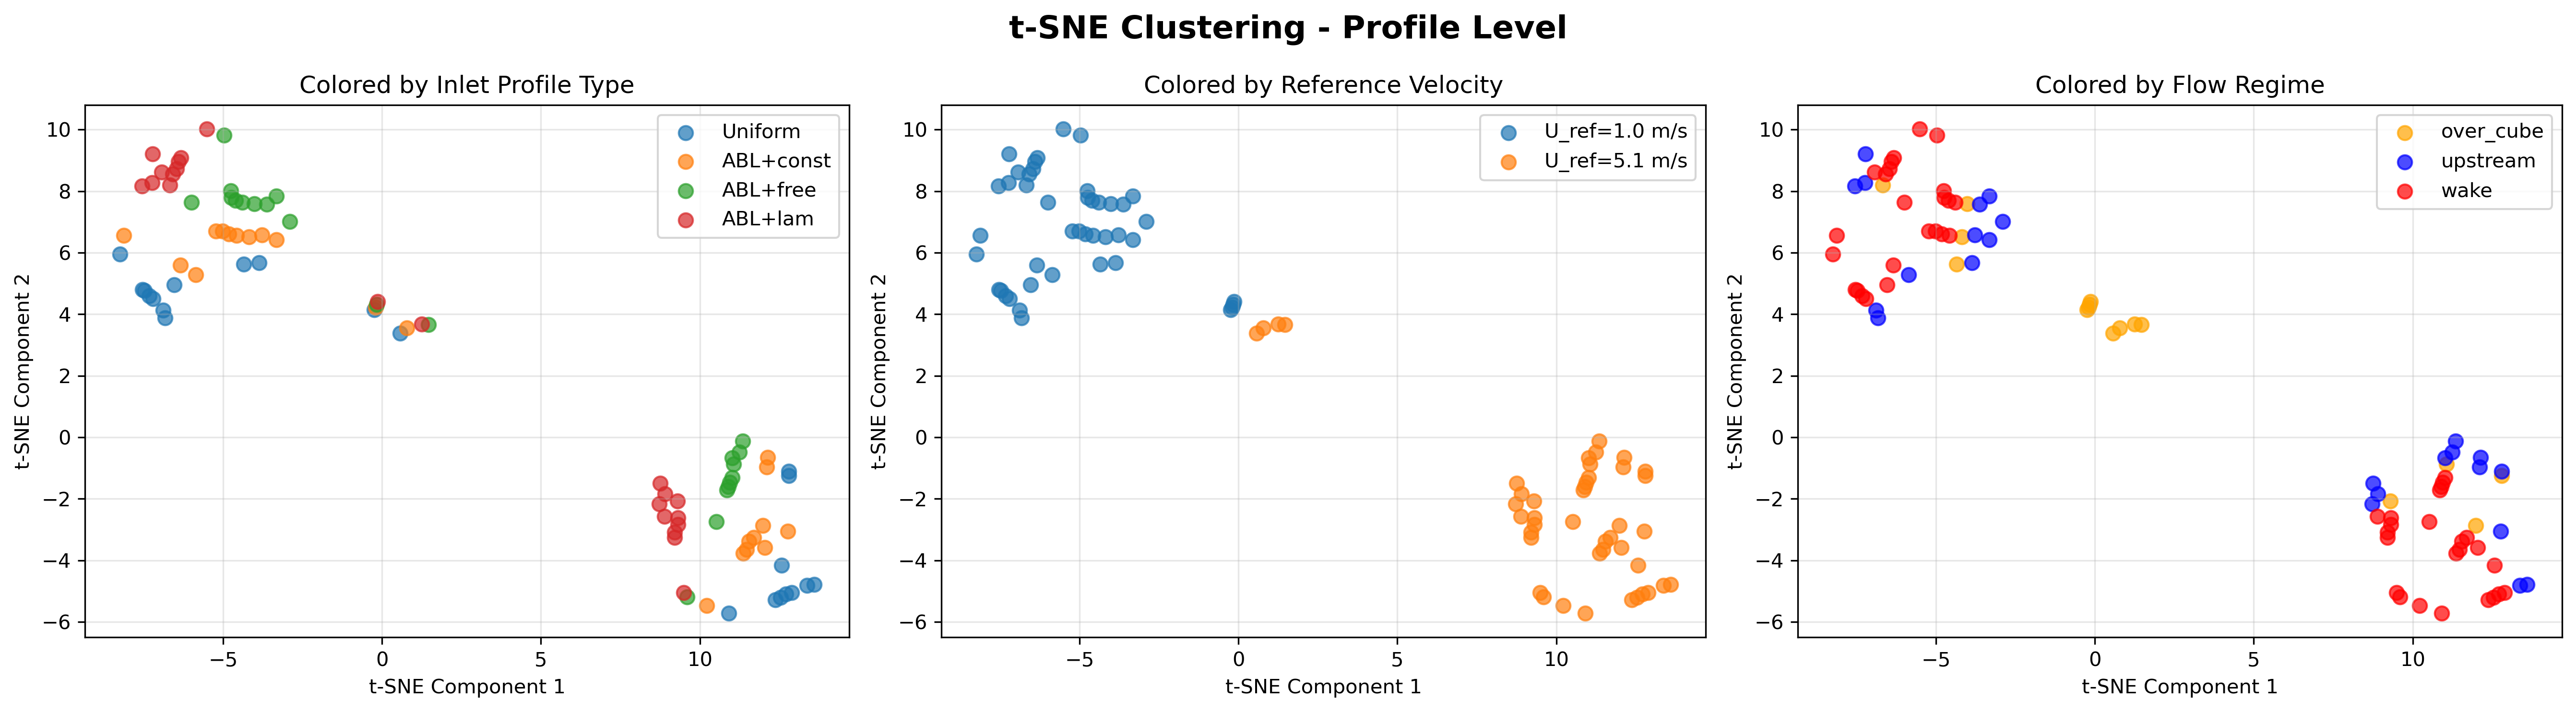 t-SNE Clustering - Profile Level
Colored by Inlet Profile Type
t-SNE Component 2
10
8
6
4
2
0
−2
−4
−6
−5
0
5
10
t-SNE Component 1
Uniform
ABL+const
ABL+free
ABL+lam
Colored by Reference Velocity
t-SNE Component 2
10
8
6
4
2
0
−2
−4
−6
−5
0
5
10
t-SNE Component 1
U_ref=1.0 m/s
U_ref=5.1 m/s
Colored by Flow Regime
t-SNE Component 2
10
8
6
4
2
0
−2
−4
−6
−5
0
5
10
t-SNE Component 1
over_cube
upstream
wake